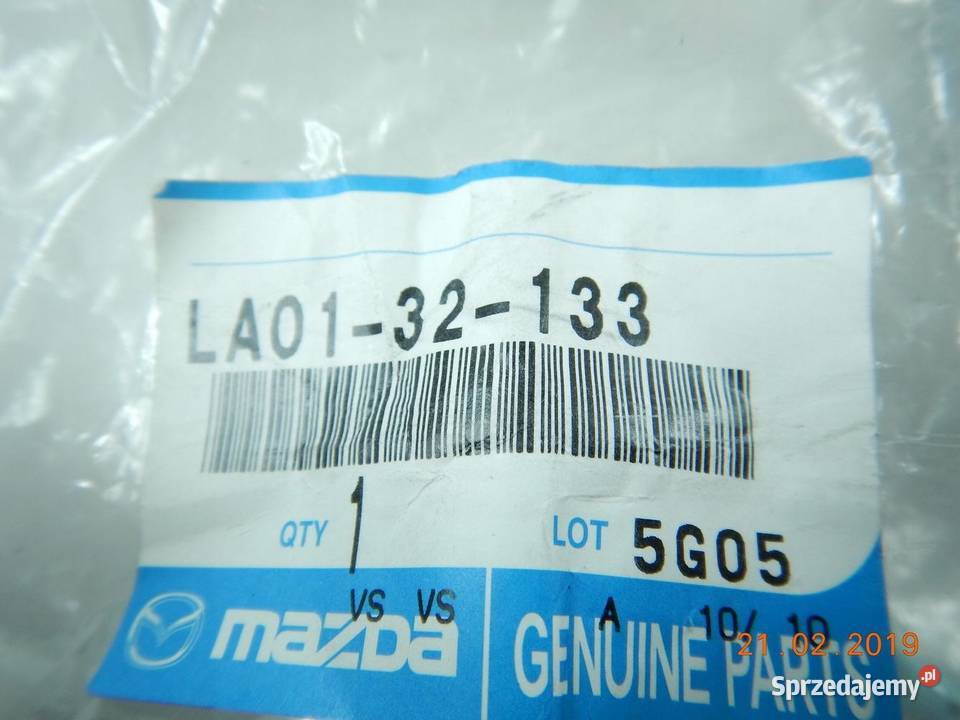 LA01-32-133
QTY 1 LOT 5G05
VS VS A 10/ 10
mazda GENUINE PARTS
21.02.2019
Sprzedajemy.pl